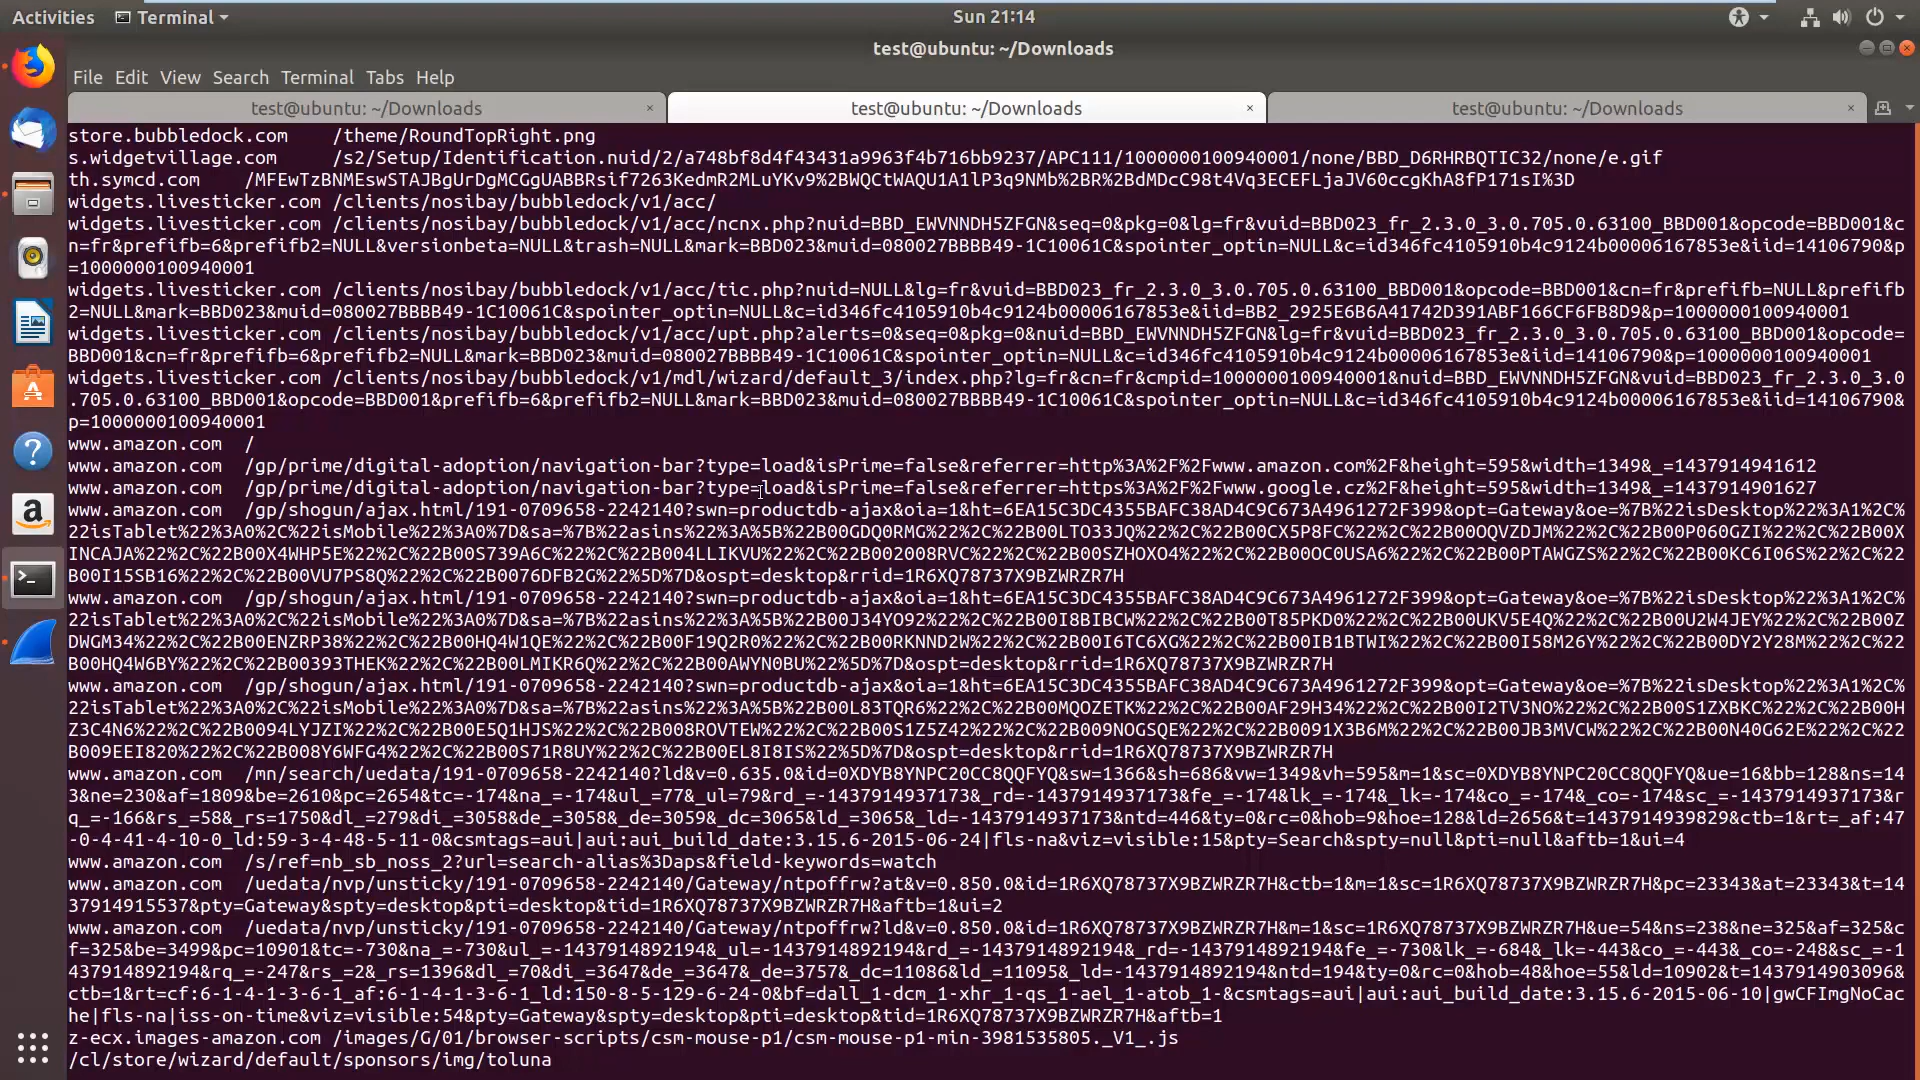 Activities Terminal Sun 21:14
test@ubuntu: ~/Downloads
File Edit View Search Terminal Tabs Help
test@ubuntu: ~/Downloads × test@ubuntu: ~/Downloads × test@ubuntu: ~/Downloads ×
store.bubbledock.com /theme/RoundTopRight.png
s.widgetvillage.com /s2/Setup/Identification.nuid/2/a748bf8d4f43431a9963f4b716bb9237/APC111/1000000100940001/none/BBD_D6RHRBQTIC32/none/e.gif
th.symcd.com /MFEwTzBNMEswSTAJBgUrDgMCGgUABBRsif7263KedmR2MLuYKv9%2BWQCtWAQU1A1lP3q9NMb%2BR%2BdMDcC98t4Vq3ECEFLjaJV60ccgKhA8fP171sI%3D
widgets.livesticker.com /clients/nosibay/bubbledock/v1/acc/
widgets.livesticker.com /clients/nosibay/bubbledock/v1/acc/ncnx.php?nuid=BBD_EWVNNDH5ZFGN&seq=0&pkg=0&lg=fr&vuid=BBD023_fr_2.3.0_3.0.705.0.63100_BBD001&opcode=BBD001&c
n=fr&prefifb=6&prefifb2=NULL&versionbeta=NULL&trash=NULL&mark=BBD023&muid=080027BBBB49-1C10061C&spointer_optin=NULL&c=id346fc4105910b4c9124b00006167853e&iid=14106790&p
=1000000100940001
widgets.livesticker.com /clients/nosibay/bubbledock/v1/acc/tic.php?nuid=NULL&lg=fr&vuid=BBD023_fr_2.3.0_3.0.705.0.63100_BBD001&opcode=BBD001&cn=fr&prefifb=NULL&prefifb
2=NULL&mark=BBD023&muid=080027BBBB49-1C10061C&spointer_optin=NULL&c=id346fc4105910b4c9124b00006167853e&iid=BB2_2925E6B6A41742D391ABF166CF6FB8D9&p=1000000100940001
widgets.livesticker.com /clients/nosibay/bubbledock/v1/acc/upt.php?alerts=0&seq=0&pkg=0&nuid=BBD_EWVNNDH5ZFGN&lg=fr&vuid=BBD023_fr_2.3.0_3.0.705.0.63100_BBD001&opcode=
BBD001&cn=fr&prefifb=6&prefifb2=NULL&mark=BBD023&muid=080027BBBB49-1C10061C&spointer_optin=NULL&c=id346fc4105910b4c9124b00006167853e&iid=14106790&p=1000000100940001
widgets.livesticker.com /clients/nosibay/bubbledock/v1/mdl/wizard/default_3/index.php?lg=fr&cn=fr&cmpid=1000000100940001&nuid=BBD_EWVNNDH5ZFGN&vuid=BBD023_fr_2.3.0_3.0
.705.0.63100_BBD001&opcode=BBD001&prefifb=6&prefifb2=NULL&mark=BBD023&muid=080027BBBB49-1C10061C&spointer_optin=NULL&c=id346fc4105910b4c9124b00006167853e&iid=14106790&
p=1000000100940001
www.amazon.com /
www.amazon.com /gp/prime/digital-adoption/navigation-bar?type=load&isPrime=false&referrer=http%3A%2F%2Fwww.amazon.com%2F&height=595&width=1349&_=1437914941612
www.amazon.com /gp/prime/digital-adoption/navigation-bar?type=load&isPrime=false&referrer=https%3A%2F%2Fwww.google.cz%2F&height=595&width=1349&_=1437914901627
www.amazon.com /gp/shogun/ajax.html/191-0709658-2242140?swn=productdb-ajax&oia=1&ht=6EA15C3DC4355BAFC38AD4C9C673A4961272F399&opt=Gateway&oe=%7B%22isDesktop%22%3A1%2C%
22isTablet%22%3A0%2C%22isMobile%22%3A0%7D&sa=%7B%22asins%22%3A%5B%22B00GDQ0RMG%22%2C%22B00LTO33JQ%22%2C%22B00CX5P8FC%22%2C%22B00OQVZDJM%22%2C%22B00P060GZI%22%2C%22B00X
INCAJA%22%2C%22B00X4WHP5E%22%2C%22B00S739A6C%22%2C%22B004LLIKVU%22%2C%22B002008RVC%22%2C%22B00SZHOXO4%22%2C%22B00OC0USA6%22%2C%22B00PTAWGZS%22%2C%22B00KC6I06S%22%2C%22
B00I15SB16%22%2C%22B00VU7PS8Q%22%2C%22B0076DFB2G%22%5D%7D&ospt=desktop&rrid=1R6XQ78737X9BZWRZR7H
www.amazon.com /gp/shogun/ajax.html/191-0709658-2242140?swn=productdb-ajax&oia=1&ht=6EA15C3DC4355BAFC38AD4C9C673A4961272F399&opt=Gateway&oe=%7B%22isDesktop%22%3A1%2C%
22isTablet%22%3A0%2C%22isMobile%22%3A0%7D&sa=%7B%22asins%22%3A%5B%22B00J34YO92%22%2C%22B00I8BIBCW%22%2C%22B00T85PKD0%22%2C%22B00UKV5E4Q%22%2C%22B00U2W4JEY%22%2C%22B00Z
DWGM34%22%2C%22B00ENZRP38%22%2C%22B00HQ4W1QE%22%2C%22B00F19Q2R0%22%2C%22B00RKNND2W%22%2C%22B00I6TC6XG%22%2C%22B00IB1BTWI%22%2C%22B00I58M26Y%22%2C%22B00DY2Y28M%22%2C%22
B00HQ4W6BY%22%2C%22B00393THEK%22%2C%22B00LMIKR6Q%22%2C%22B00AWYN0BU%22%5D%7D&ospt=desktop&rrid=1R6XQ78737X9BZWRZR7H
www.amazon.com /gp/shogun/ajax.html/191-0709658-2242140?swn=productdb-ajax&oia=1&ht=6EA15C3DC4355BAFC38AD4C9C673A4961272F399&opt=Gateway&oe=%7B%22isDesktop%22%3A1%2C%
22isTablet%22%3A0%2C%22isMobile%22%3A0%7D&sa=%7B%22asins%22%3A%5B%22B00L83TQR6%22%2C%22B00MQOZETK%22%2C%22B00AF29H34%22%2C%22B00I2TV3NO%22%2C%22B00S1ZXBKC%22%2C%22B00H
Z3C4N6%22%2C%22B0094LYJZI%22%2C%22B00E5Q1HJS%22%2C%22B008ROVTEW%22%2C%22B00S1Z5Z42%22%2C%22B009NOGSQE%22%2C%22B0091X3B6M%22%2C%22B00JB3MVCW%22%2C%22B00N40G62E%22%2C%22
B009EEI820%22%2C%22B008Y6WFG4%22%2C%22B00S71R8UY%22%2C%22B00EL8I8IS%22%5D%7D&ospt=desktop&rrid=1R6XQ78737X9BZWRZR7H
www.amazon.com /mn/search/uedata/191-0709658-2242140?ld&v=0.635.0&id=0XDYB8YNPC20CC8QQFYQ&sw=1366&sh=686&vw=1349&vh=595&m=1&sc=0XDYB8YNPC20CC8QQFYQ&ue=16&bb=128&ns=14
3&ne=230&af=1809&be=2610&pc=2654&tc=-174&na_=-174&ul_=77&_ul=79&rd_=-1437914937173&_rd=-1437914937173&fe_=-174&lk_=-174&_lk=-174&co_=-174&_co=-174&sc_=-1437914937173&r
q_=-166&rs_=58&_rs=1750&dl_=279&di_=3058&de_=3058&_de=3059&_dc=3065&ld_=3065&_ld=-1437914937173&ntd=446&ty=0&rc=0&hob=9&hoe=128&ld=2656&t=1437914939829&ctb=1&rt=_af:47
-0-4-41-4-10-0_ld:59-3-4-48-5-11-0&csmtags=aui|aui:aui_build_date:3.15.6-2015-06-24|fls-na&viz=visible:15&pty=Search&spty=null&pti=null&aftb=1&ui=4
www.amazon.com /s/ref=nb_sb_noss_2?url=search-alias%3Daps&field-keywords=watch
www.amazon.com /uedata/nvp/unsticky/191-0709658-2242140/Gateway/ntpoffrw?at&v=0.850.0&id=1R6XQ78737X9BZWRZR7H&ctb=1&m=1&sc=1R6XQ78737X9BZWRZR7H&pc=23343&at=23343&t=14
37914915537&pty=Gateway&spty=desktop&pti=desktop&tid=1R6XQ78737X9BZWRZR7H&aftb=1&ui=2
www.amazon.com /uedata/nvp/unsticky/191-0709658-2242140/Gateway/ntpoffrw?ld&v=0.850.0&id=1R6XQ78737X9BZWRZR7H&m=1&sc=1R6XQ78737X9BZWRZR7H&ue=54&ns=238&ne=325&af=325&c
f=325&be=3499&pc=10901&tc=-730&na_=-730&ul_=-1437914892194&_ul=-1437914892194&rd_=-1437914892194&_rd=-1437914892194&fe_=-730&lk_=-684&_lk=-443&co_=-443&_co=-248&sc_=-1
437914892194&rq_=-247&rs_=2&_rs=1396&dl_=70&di_=3647&de_=3647&_de=3757&_dc=11086&ld_=11095&_ld=-1437914892194&ntd=194&ty=0&rc=0&hob=48&hoe=55&ld=10902&t=1437914903096&
ctb=1&rt=cf:6-1-4-1-3-6-1_af:6-1-4-1-3-6-1_ld:150-8-5-129-6-24-0&bf=dall_1-dcm_1-xhr_1-qs_1-ael_1-atob_1-&csmtags=aui|aui:aui_build_date:3.15.6-2015-06-10|gwCFImgNoCac
he|fls-na|iss-on-time&viz=visible:54&pty=Gateway&spty=desktop&pti=desktop&tid=1R6XQ78737X9BZWRZR7H&aftb=1
z-ecx.images-amazon.com /images/G/01/browser-scripts/csm-mouse-p1/csm-mouse-p1-min-3981535805._V1_.js
/cl/store/wizard/default/sponsors/img/toluna